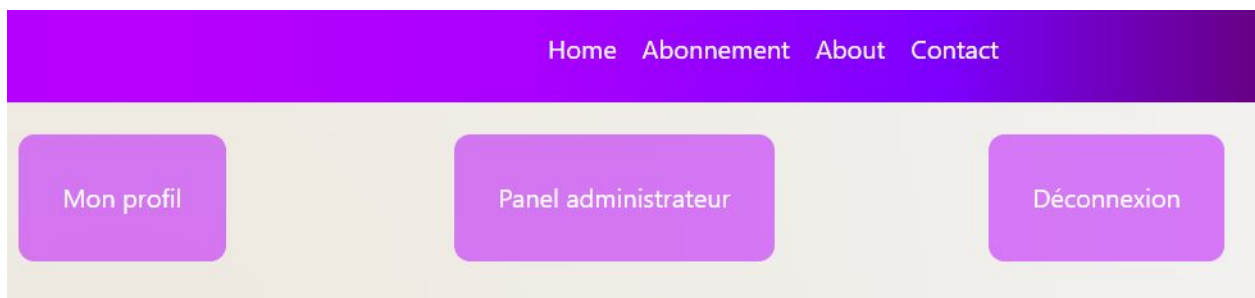 Home Abonnement About Contact
Mon profil Panel administrateur Déconnexion